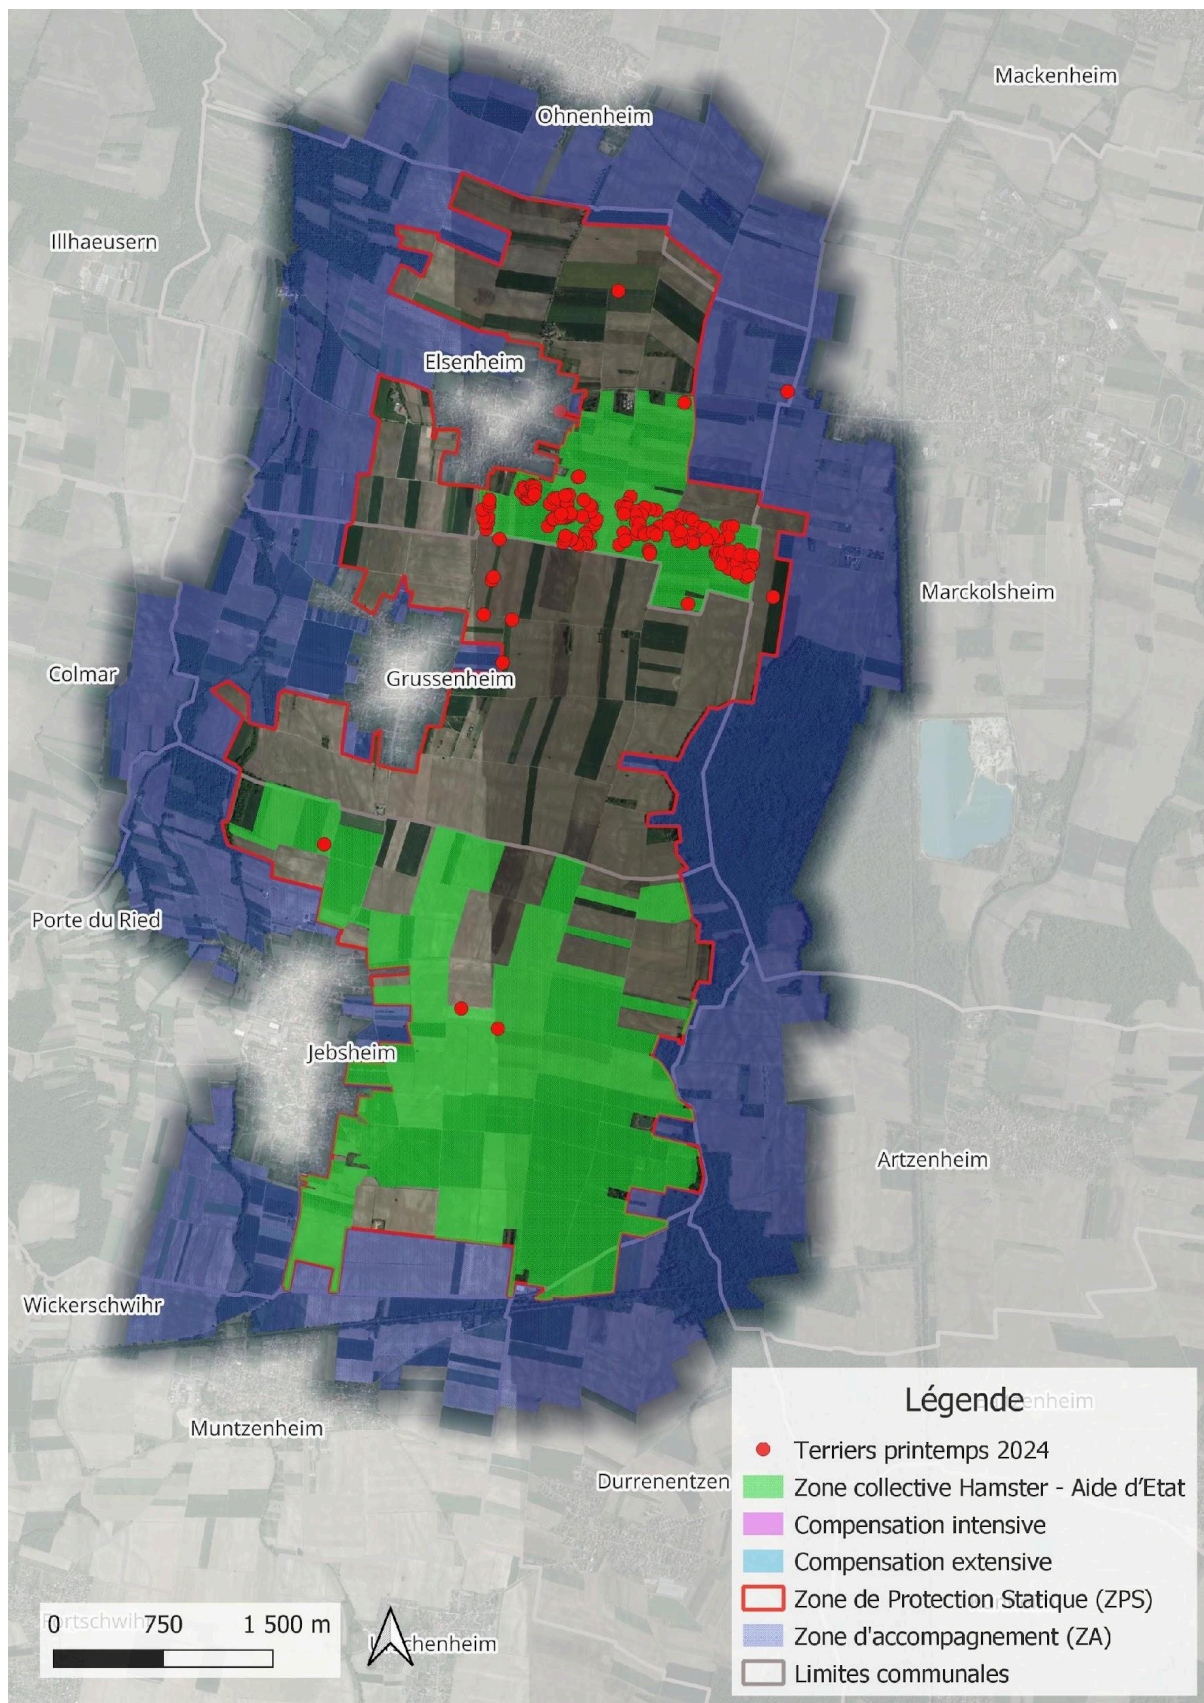 Mackenheim
Ohnenheim
Illhaeusern
Elsenheim
Marckolsheim
Colmar
Grussenheim
Porte du Ried
Jebsheim
Artzenheim
Wickerschwihr
Muntzenheim
Durrenentzen
Légende
Terriers printemps 2024
Zone collective Hamster - Aide d'Etat
Compensation intensive
Compensation extensive
Zone de Protection Statique (ZPS)
Zone d'accompagnement (ZA)
Limites communales
0 750 1 500 m